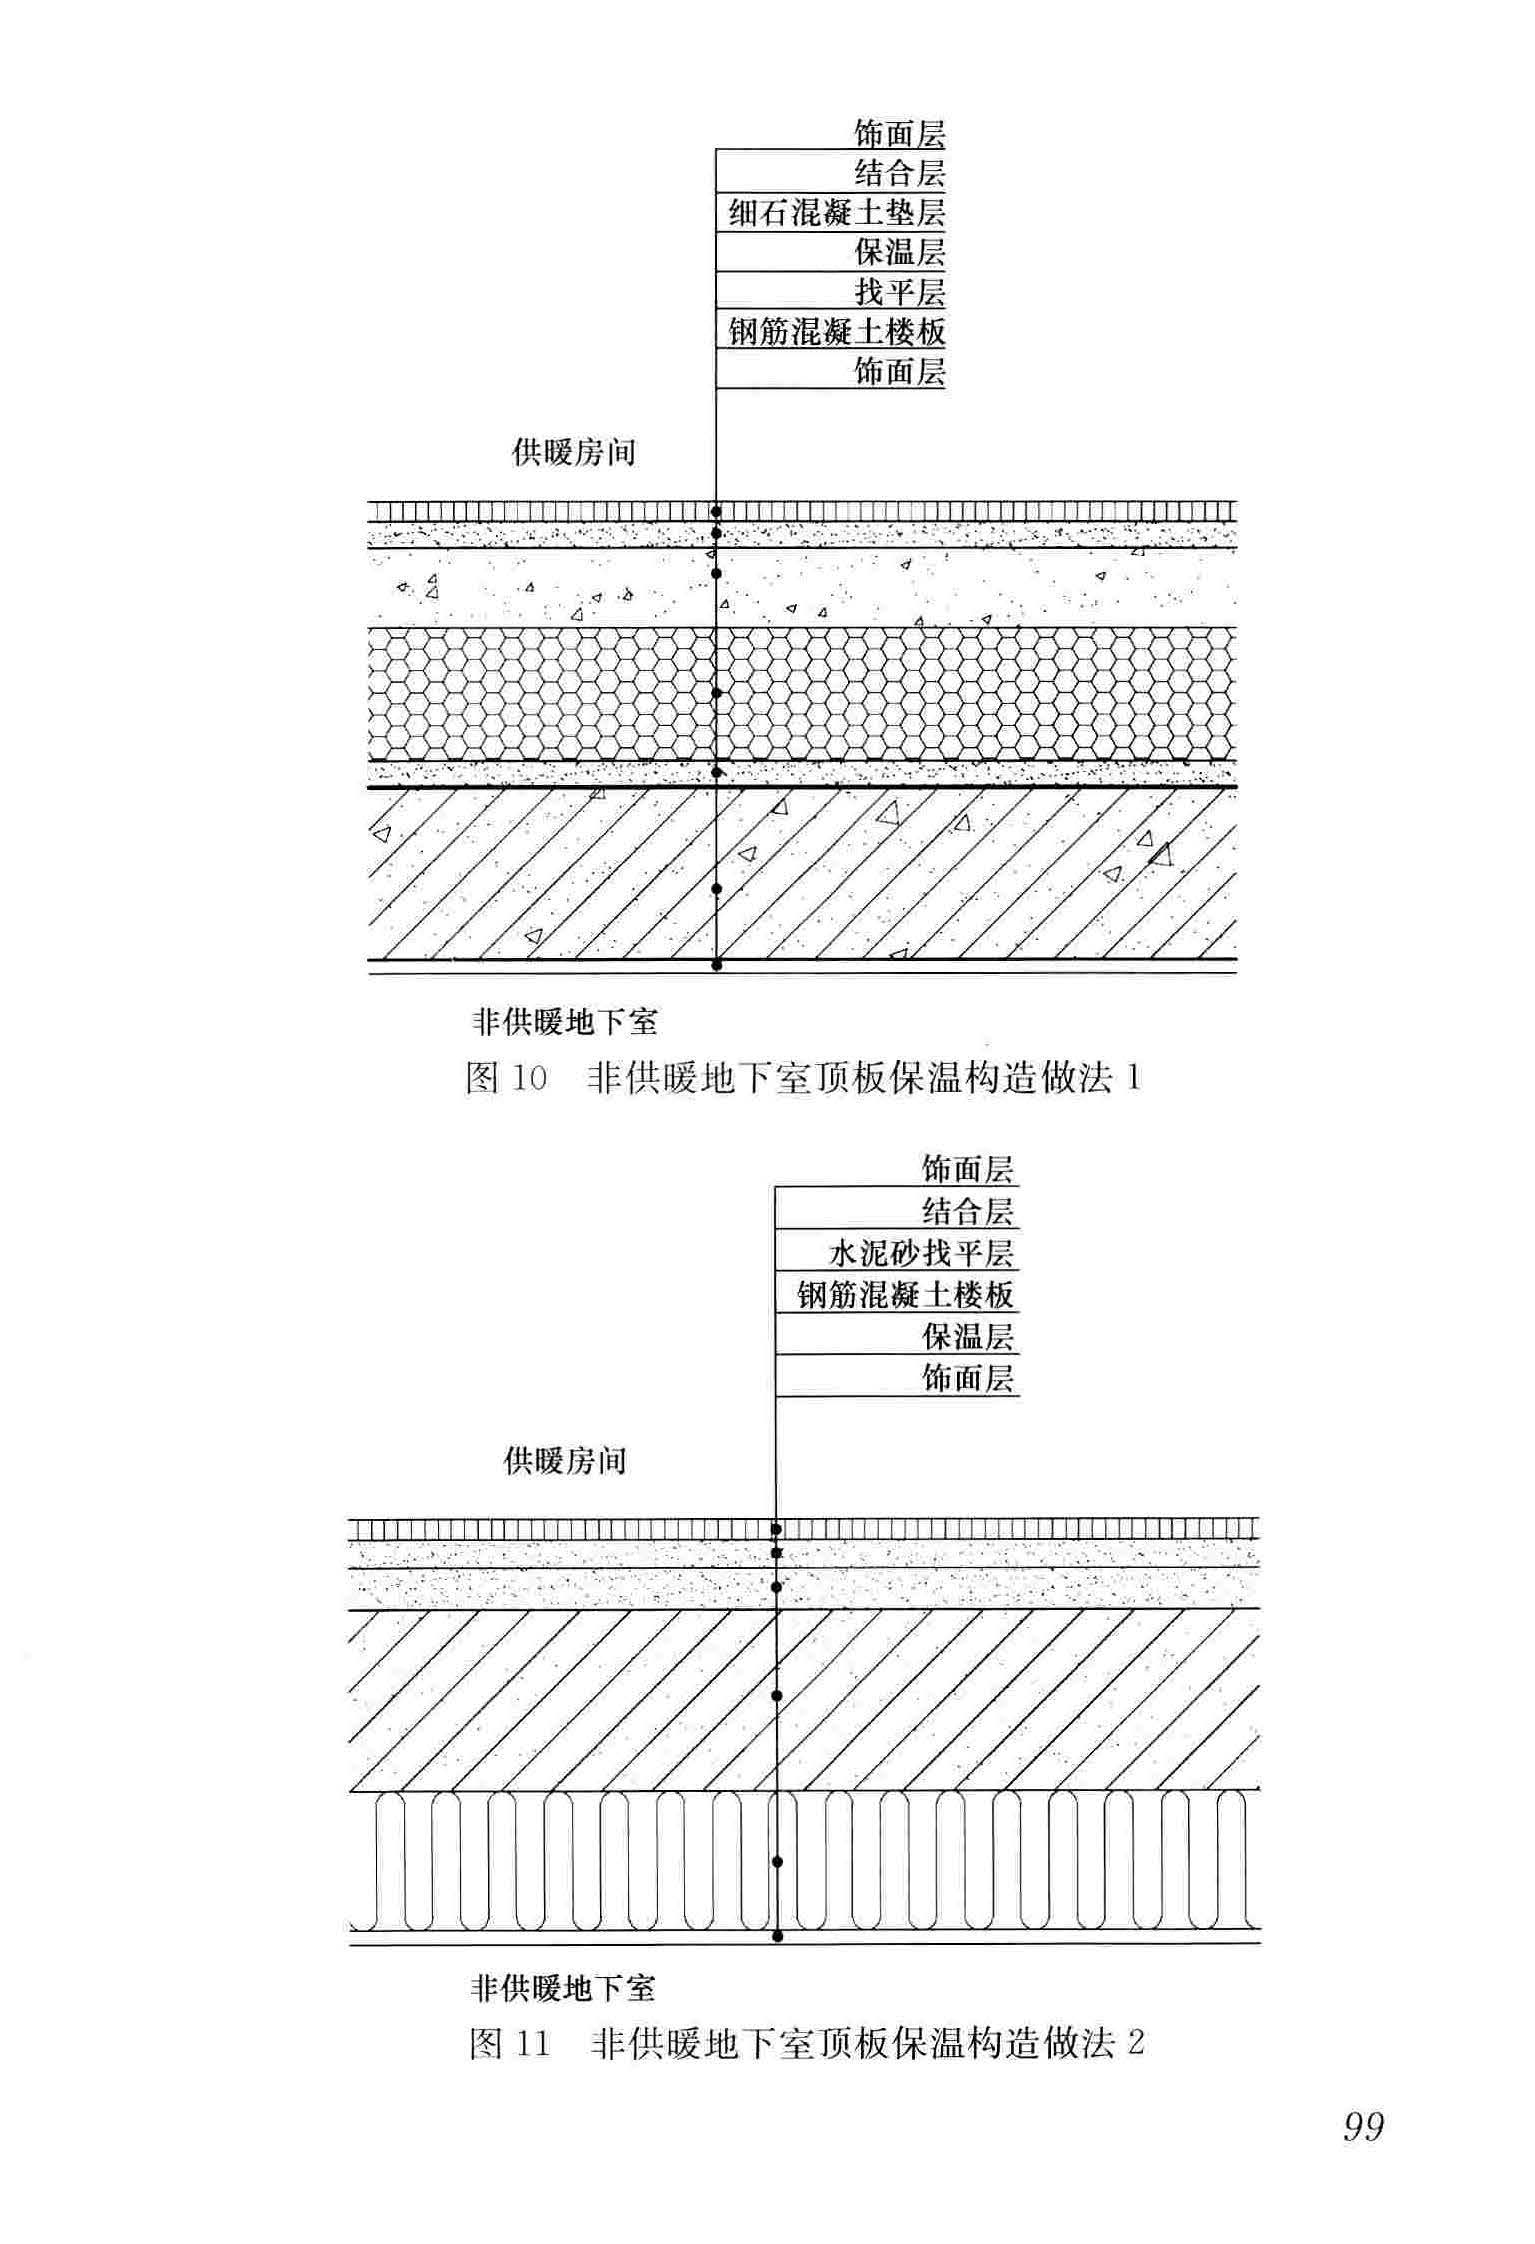 饰面层
结合层
细石混凝土垫层
保温层
找平层
钢筋混凝土楼板
饰面层
供暖房间
非供暖地下室
图 10　非供暖地下室顶板保温构造做法 1
饰面层
结合层
水泥砂找平层
钢筋混凝土楼板
保温层
饰面层
供暖房间
非供暖地下室
图 11　非供暖地下室顶板保温构造做法 2
99